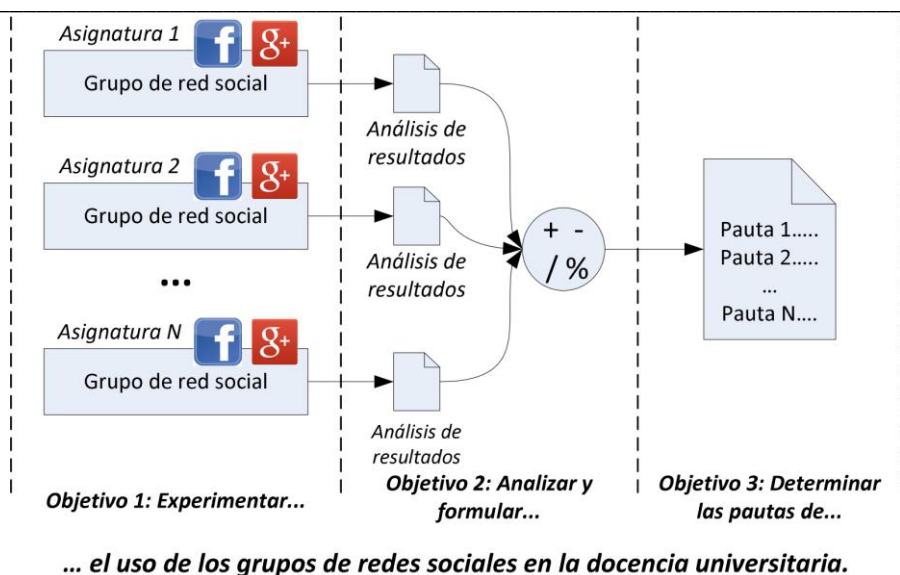 Asignatura 1
f
g+
Grupo de red social
Análisis de
resultados
Asignatura 2
f
g+
Grupo de red social
Análisis de
resultados
...
Asignatura N
f
g+
Grupo de red social
Análisis de
resultados
+ -
/ %
Pauta 1.....
Pauta 2.....
...
Pauta N....
Objetivo 1: Experimentar...
Objetivo 2: Analizar y
formular...
Objetivo 3: Determinar
las pautas de...
... el uso de los grupos de redes sociales en la docencia universitaria.